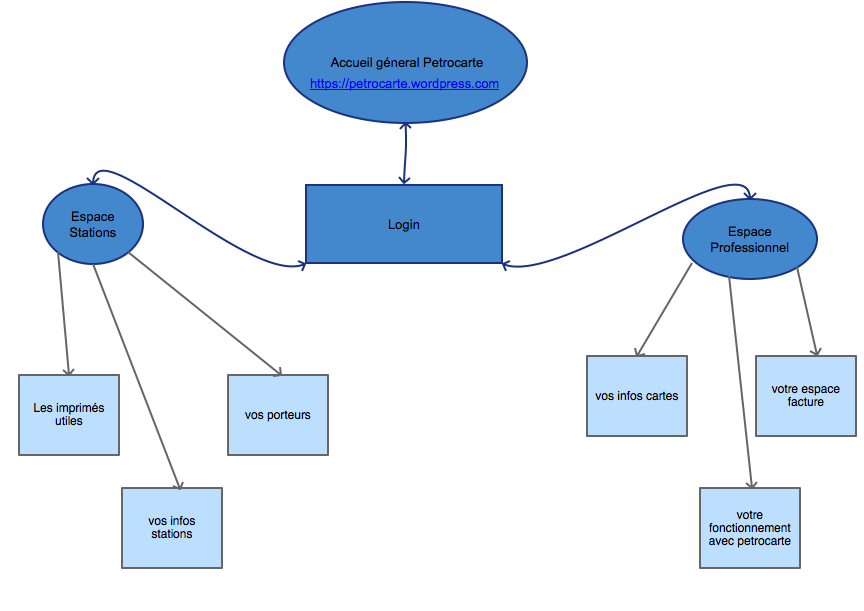 Accueil géneral Petrocarte
https://petrocarte.wordpress.com
Espace
Stations
Login
Espace
Professionnel
Les imprimés
utiles
vos porteurs
vos infos
stations
vos infos cartes
votre espace
facture
votre
fonctionnement
avec petrocarte